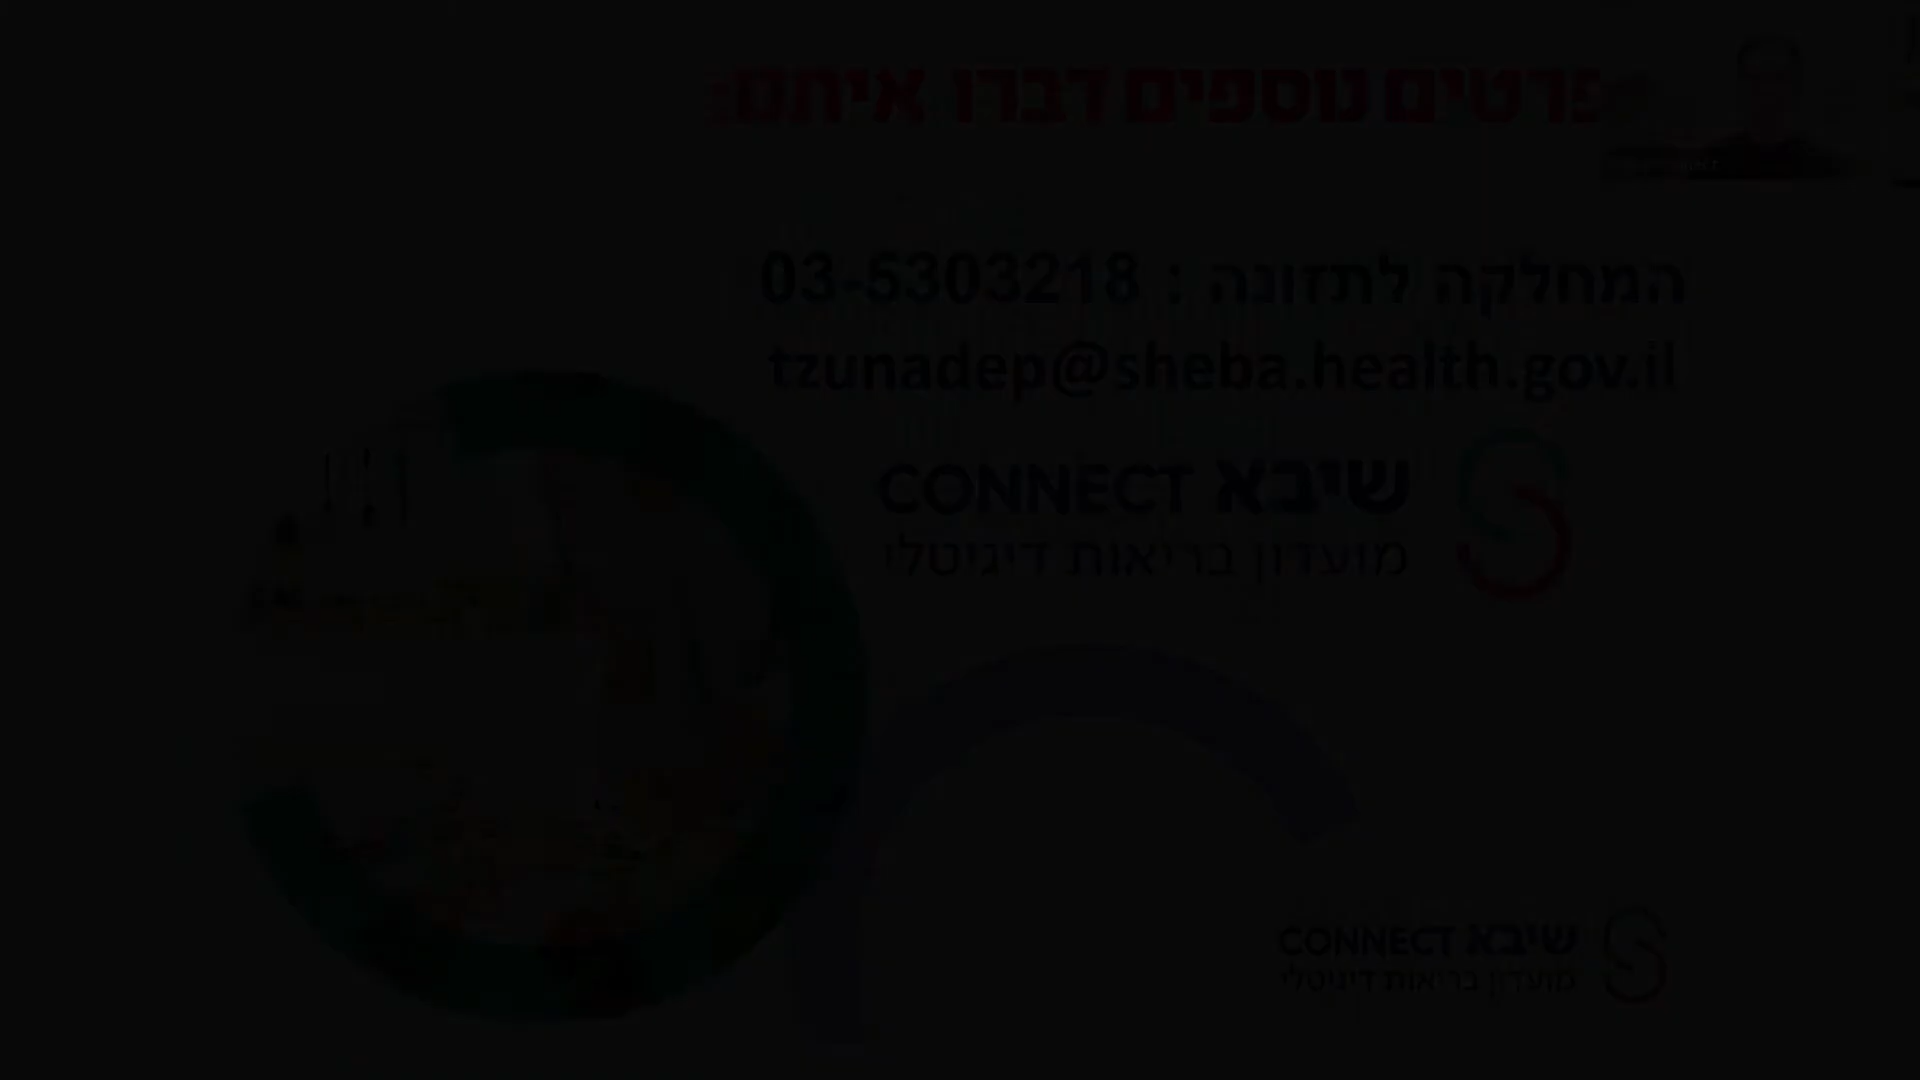 פרטים נוספים דברו איתנו:
המחלקה לתזונה : 03-5303218
tzunadep@sheba.health.gov.il
שיבא CONNECT
מועדון בריאות דיגיטלי
שיבא CONNECT
מועדון בריאות דיגיטלי